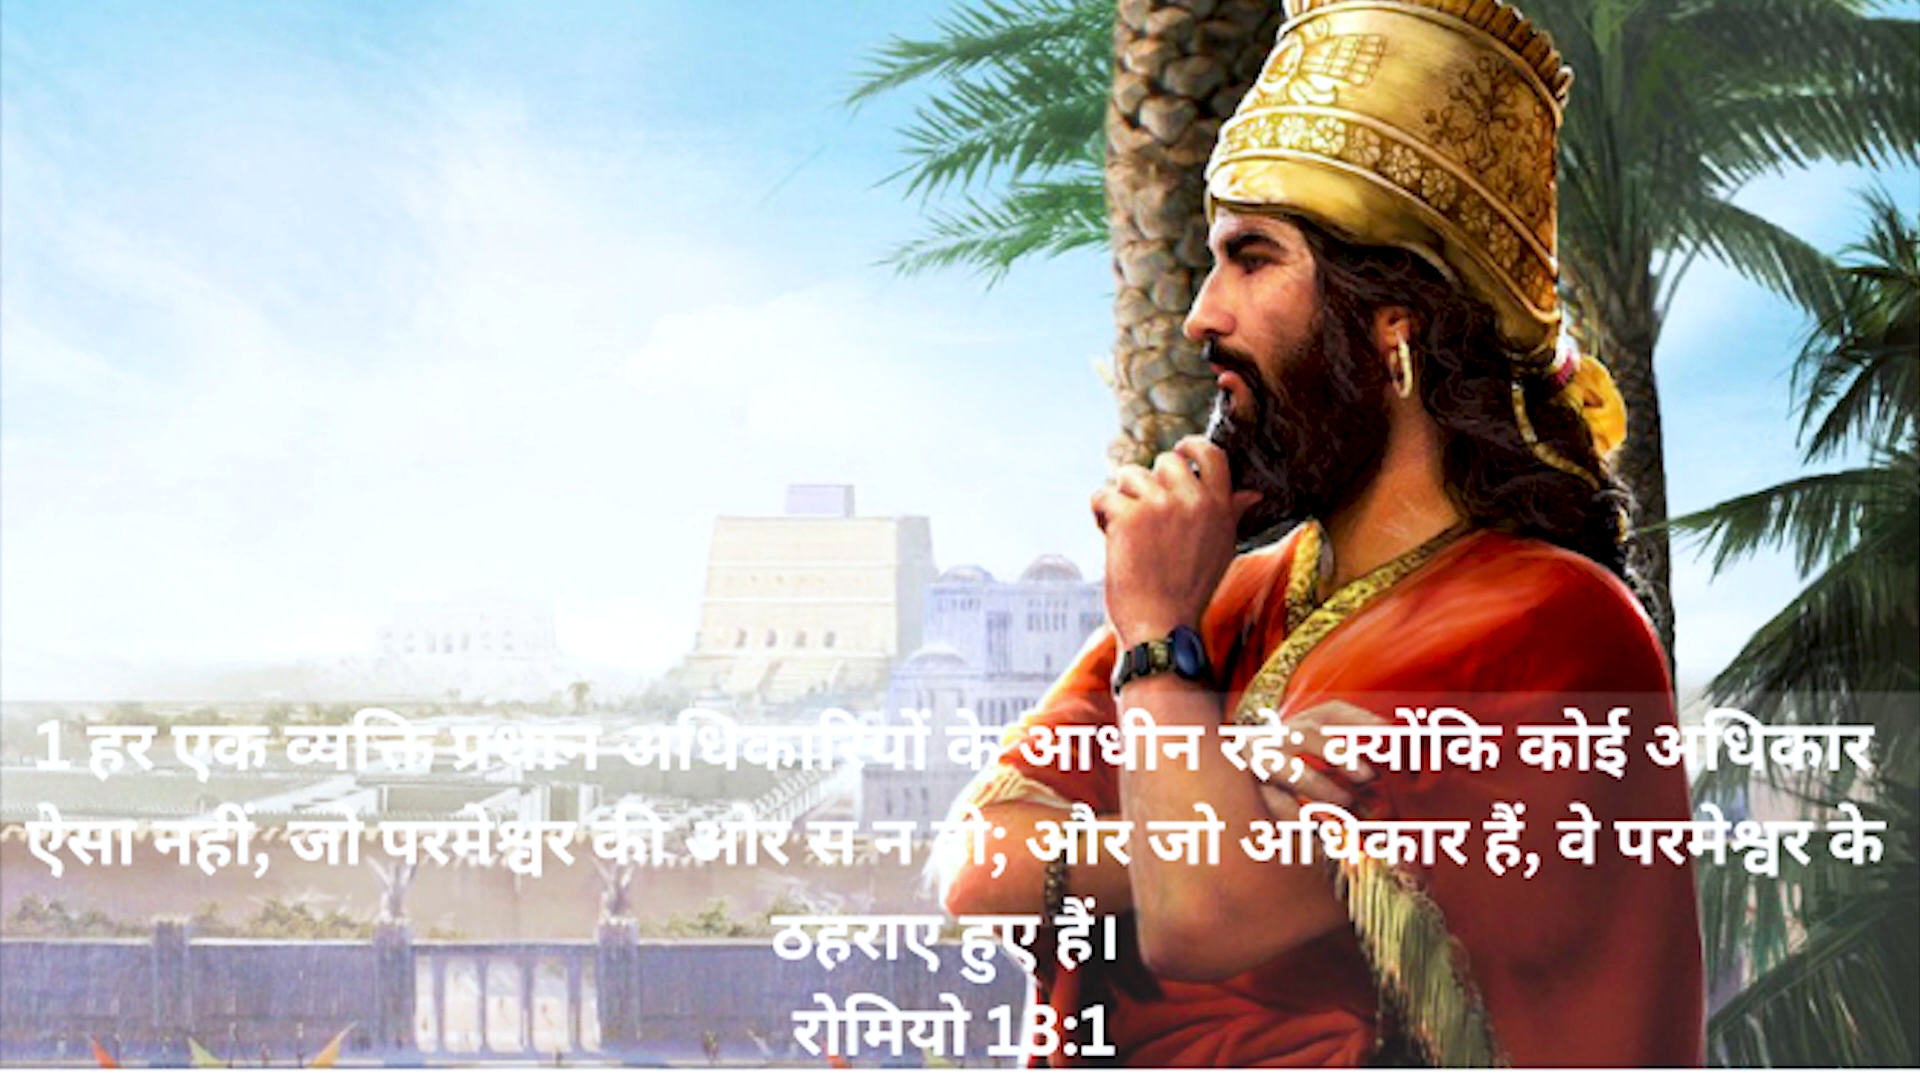 1 हर एक व्यक्ति प्रधान अधिकारियों के आधीन रहे; क्योंकि कोई अधिकार
ऐसा नहीं, जो परमेश्वर की ओर स न हो; और जो अधिकार हैं, वे परमेश्वर के
ठहराए हुए हैं।
रोमियो 13:1